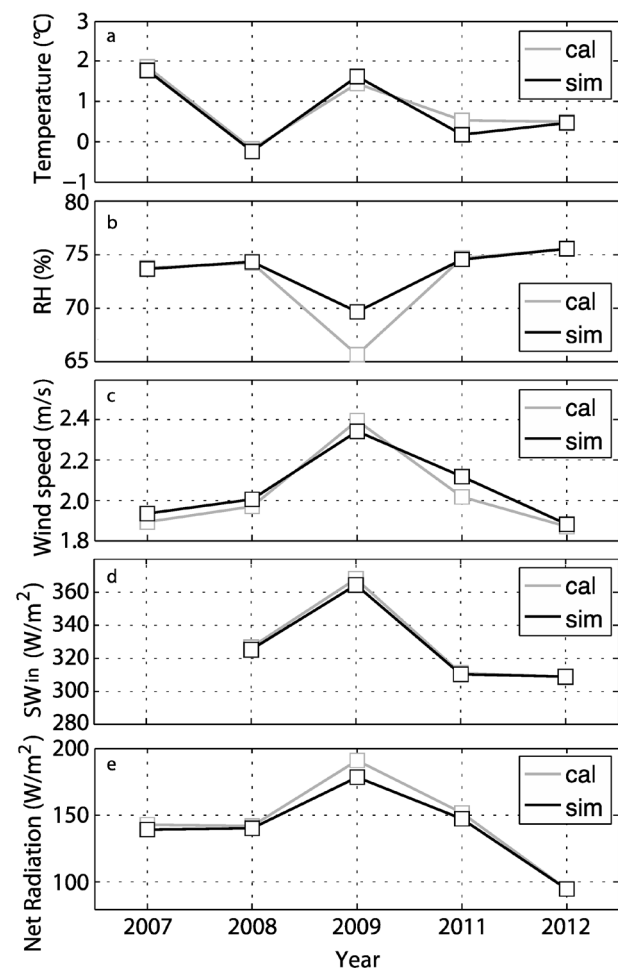 Temperature (℃)
3
2
1
0
−1
a
cal
sim
RH (%)
80
75
70
65
b
cal
sim
Wind speed (m/s)
2.4
2.2
2.0
1.8
c
cal
sim
SWin (W/m²)
360
340
320
300
280
d
cal
sim
Net Radiation (W/m²)
200
150
100
e
cal
sim
2007 2008 2009 2011 2012
Year